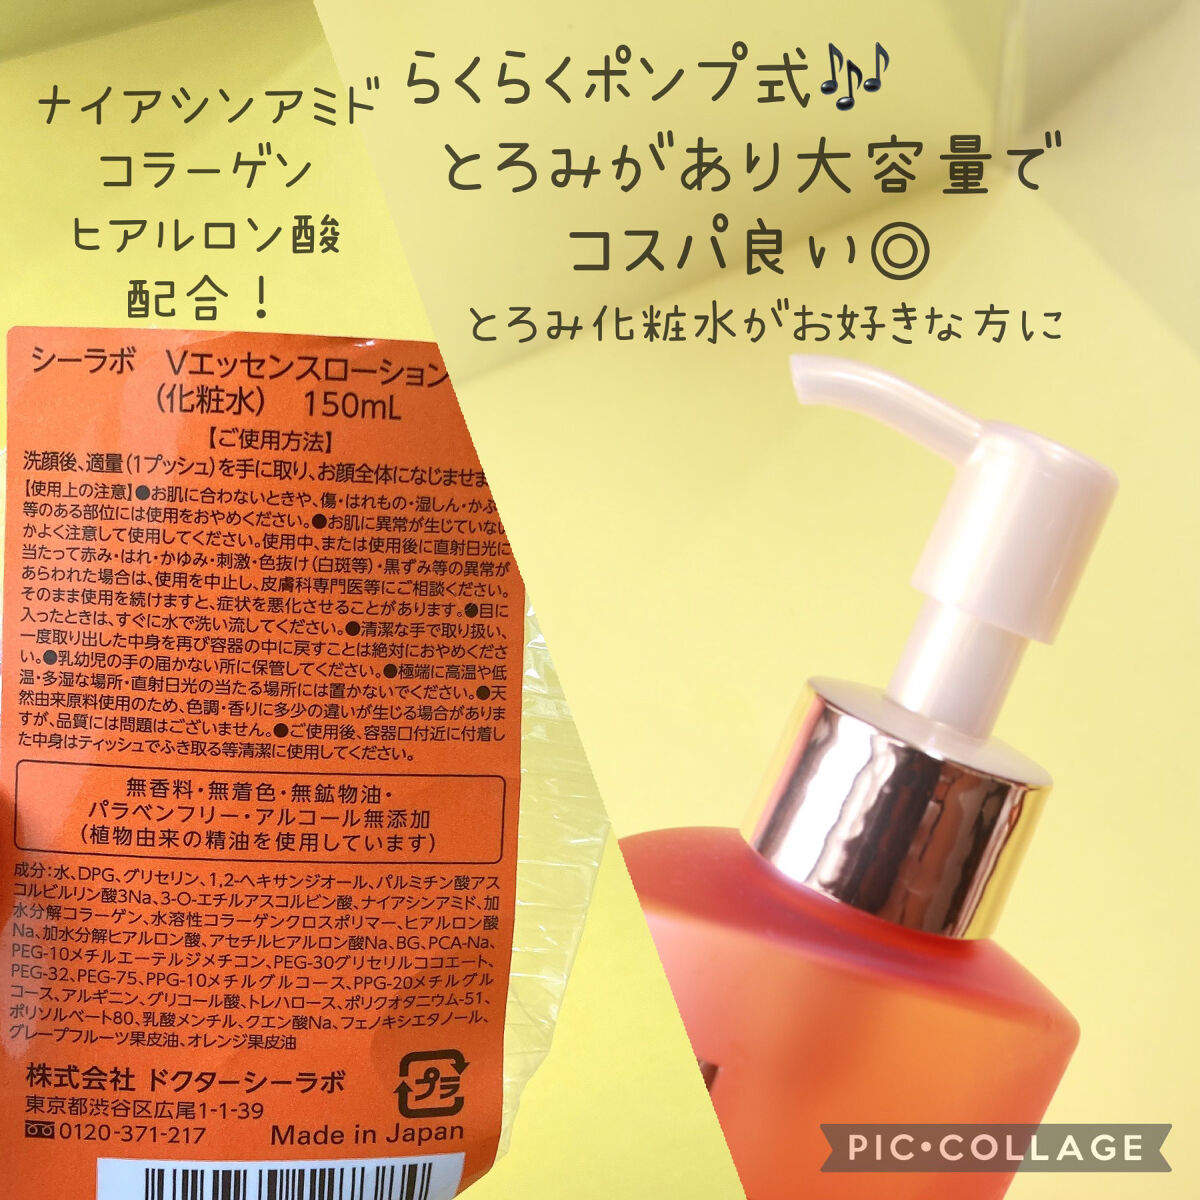 ナイアシンアミド
コラーゲン
ヒアルロン酸
配合！
らくらくポンプ式🎶
とろみがあり大容量で
コスパ良い◎
とろみ化粧水がお好きな方に
シーラボ　Vエッセンスローション
（化粧水）　150mL
【ご使用方法】
洗顔後、適量（1プッシュ）を手に取り、お顔全体になじませま
【使用上の注意】●お肌に合わないときや、傷・はれもの・湿しん・かぶ
等のある部位には使用をおやめください。●お肌に異常が生じていない
かよく注意して使用してください。使用中、または使用後に直射日光に
当たって赤み・はれ・かゆみ・刺激・色抜け（白斑等）・黒ずみ等の異常が
あらわれた場合は、使用を中止し、皮膚科専門医等にご相談ください。
そのまま使用を続けますと、症状を悪化させることがあります。●目に
入ったときは、すぐに水で洗い流してください。●清潔な手で取り扱い、
一度取り出した中身を再び容器の中に戻すことは絶対におやめくださ
い。●乳幼児の手の届かない所に保管してください。●極端に高温や低
温・多湿な場所・直射日光の当たる場所には置かないでください。●天
然由来原料使用のため、色調・香りに多少の違いが生じる場合がありま
すが、品質には問題はございません。●ご使用後、容器口付近に付着し
た中身はティッシュでふき取る等清潔に使用してください。
無香料・無着色・無鉱物油・
パラベンフリー・アルコール無添加
（植物由来の精油を使用しています）
成分：水、DPG、グリセリン、1,2-ヘキサンジオール、パルミチン酸アス
コルビルリン酸3Na、3-O-エチルアスコルビン酸、ナイアシンアミド、加
水分解コラーゲン、水溶性コラーゲンクロスポリマー、ヒアルロン酸
Na、加水分解ヒアルロン酸、アセチルヒアルロン酸Na、BG、PCA-Na、
PEG-10メチルエーテルジメチコン、PEG-30グリセリルココエート、
PEG-32、PEG-75、PPG-10メチルグルコース、PPG-20メチルグル
コース、アルギニン、グリコール酸、トレハロース、ポリクオタニウム-51、
ポリソルベート80、乳酸メンチル、クエン酸Na、フェノキシエタノール、
グレープフルーツ果皮油、オレンジ果皮油
株式会社 ドクターシーラボ
東京都渋谷区広尾1-1-39
0120-371-217
Made in Japan
プラ
PIC•COLLAGE